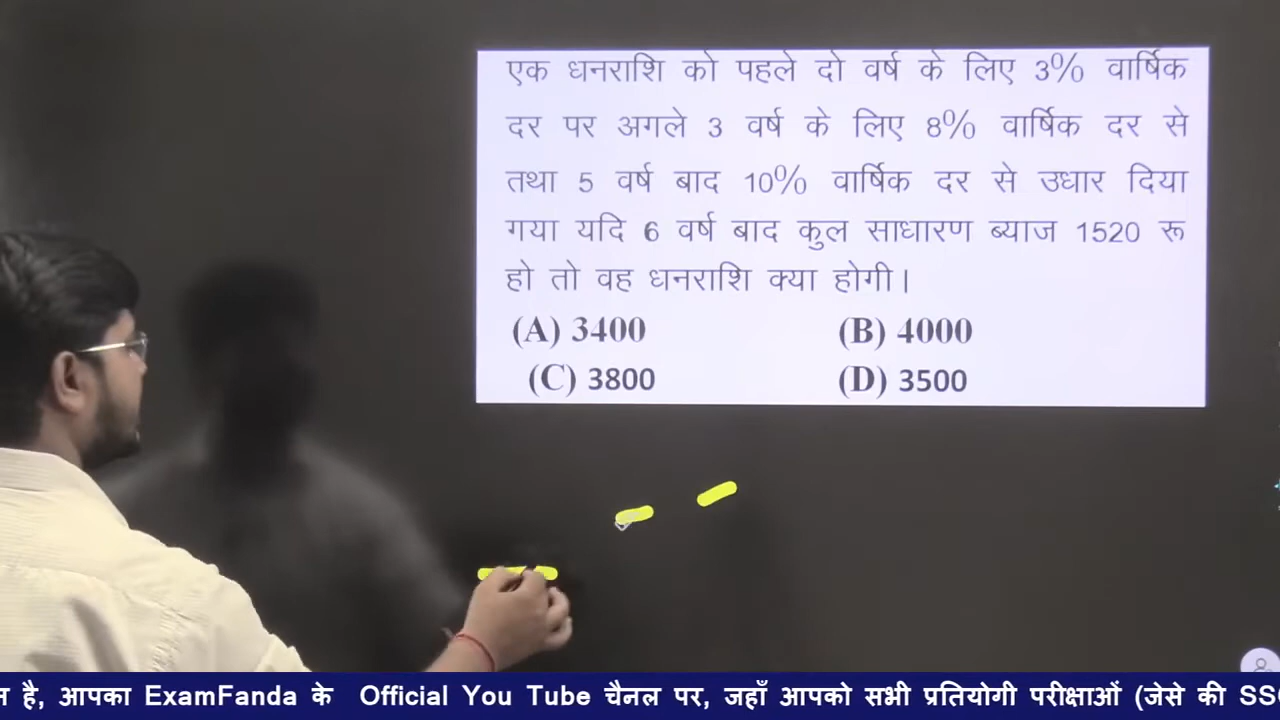 एक धनराशि को पहले दो वर्ष के लिए 3% वार्षिक
दर पर अगले 3 वर्ष के लिए 8% वार्षिक दर से
तथा 5 वर्ष बाद 10% वार्षिक दर से उधार दिया
गया यदि 6 वर्ष बाद कुल साधारण ब्याज 1520 रू
हो तो वह धनराशि क्या होगी।
(A) 3400 (B) 4000
(C) 3800 (D) 3500
है, आपका ExamFanda के Official You Tube चैनल पर, जहाँ आपको सभी प्रतियोगी परीक्षाओं (जेसे की